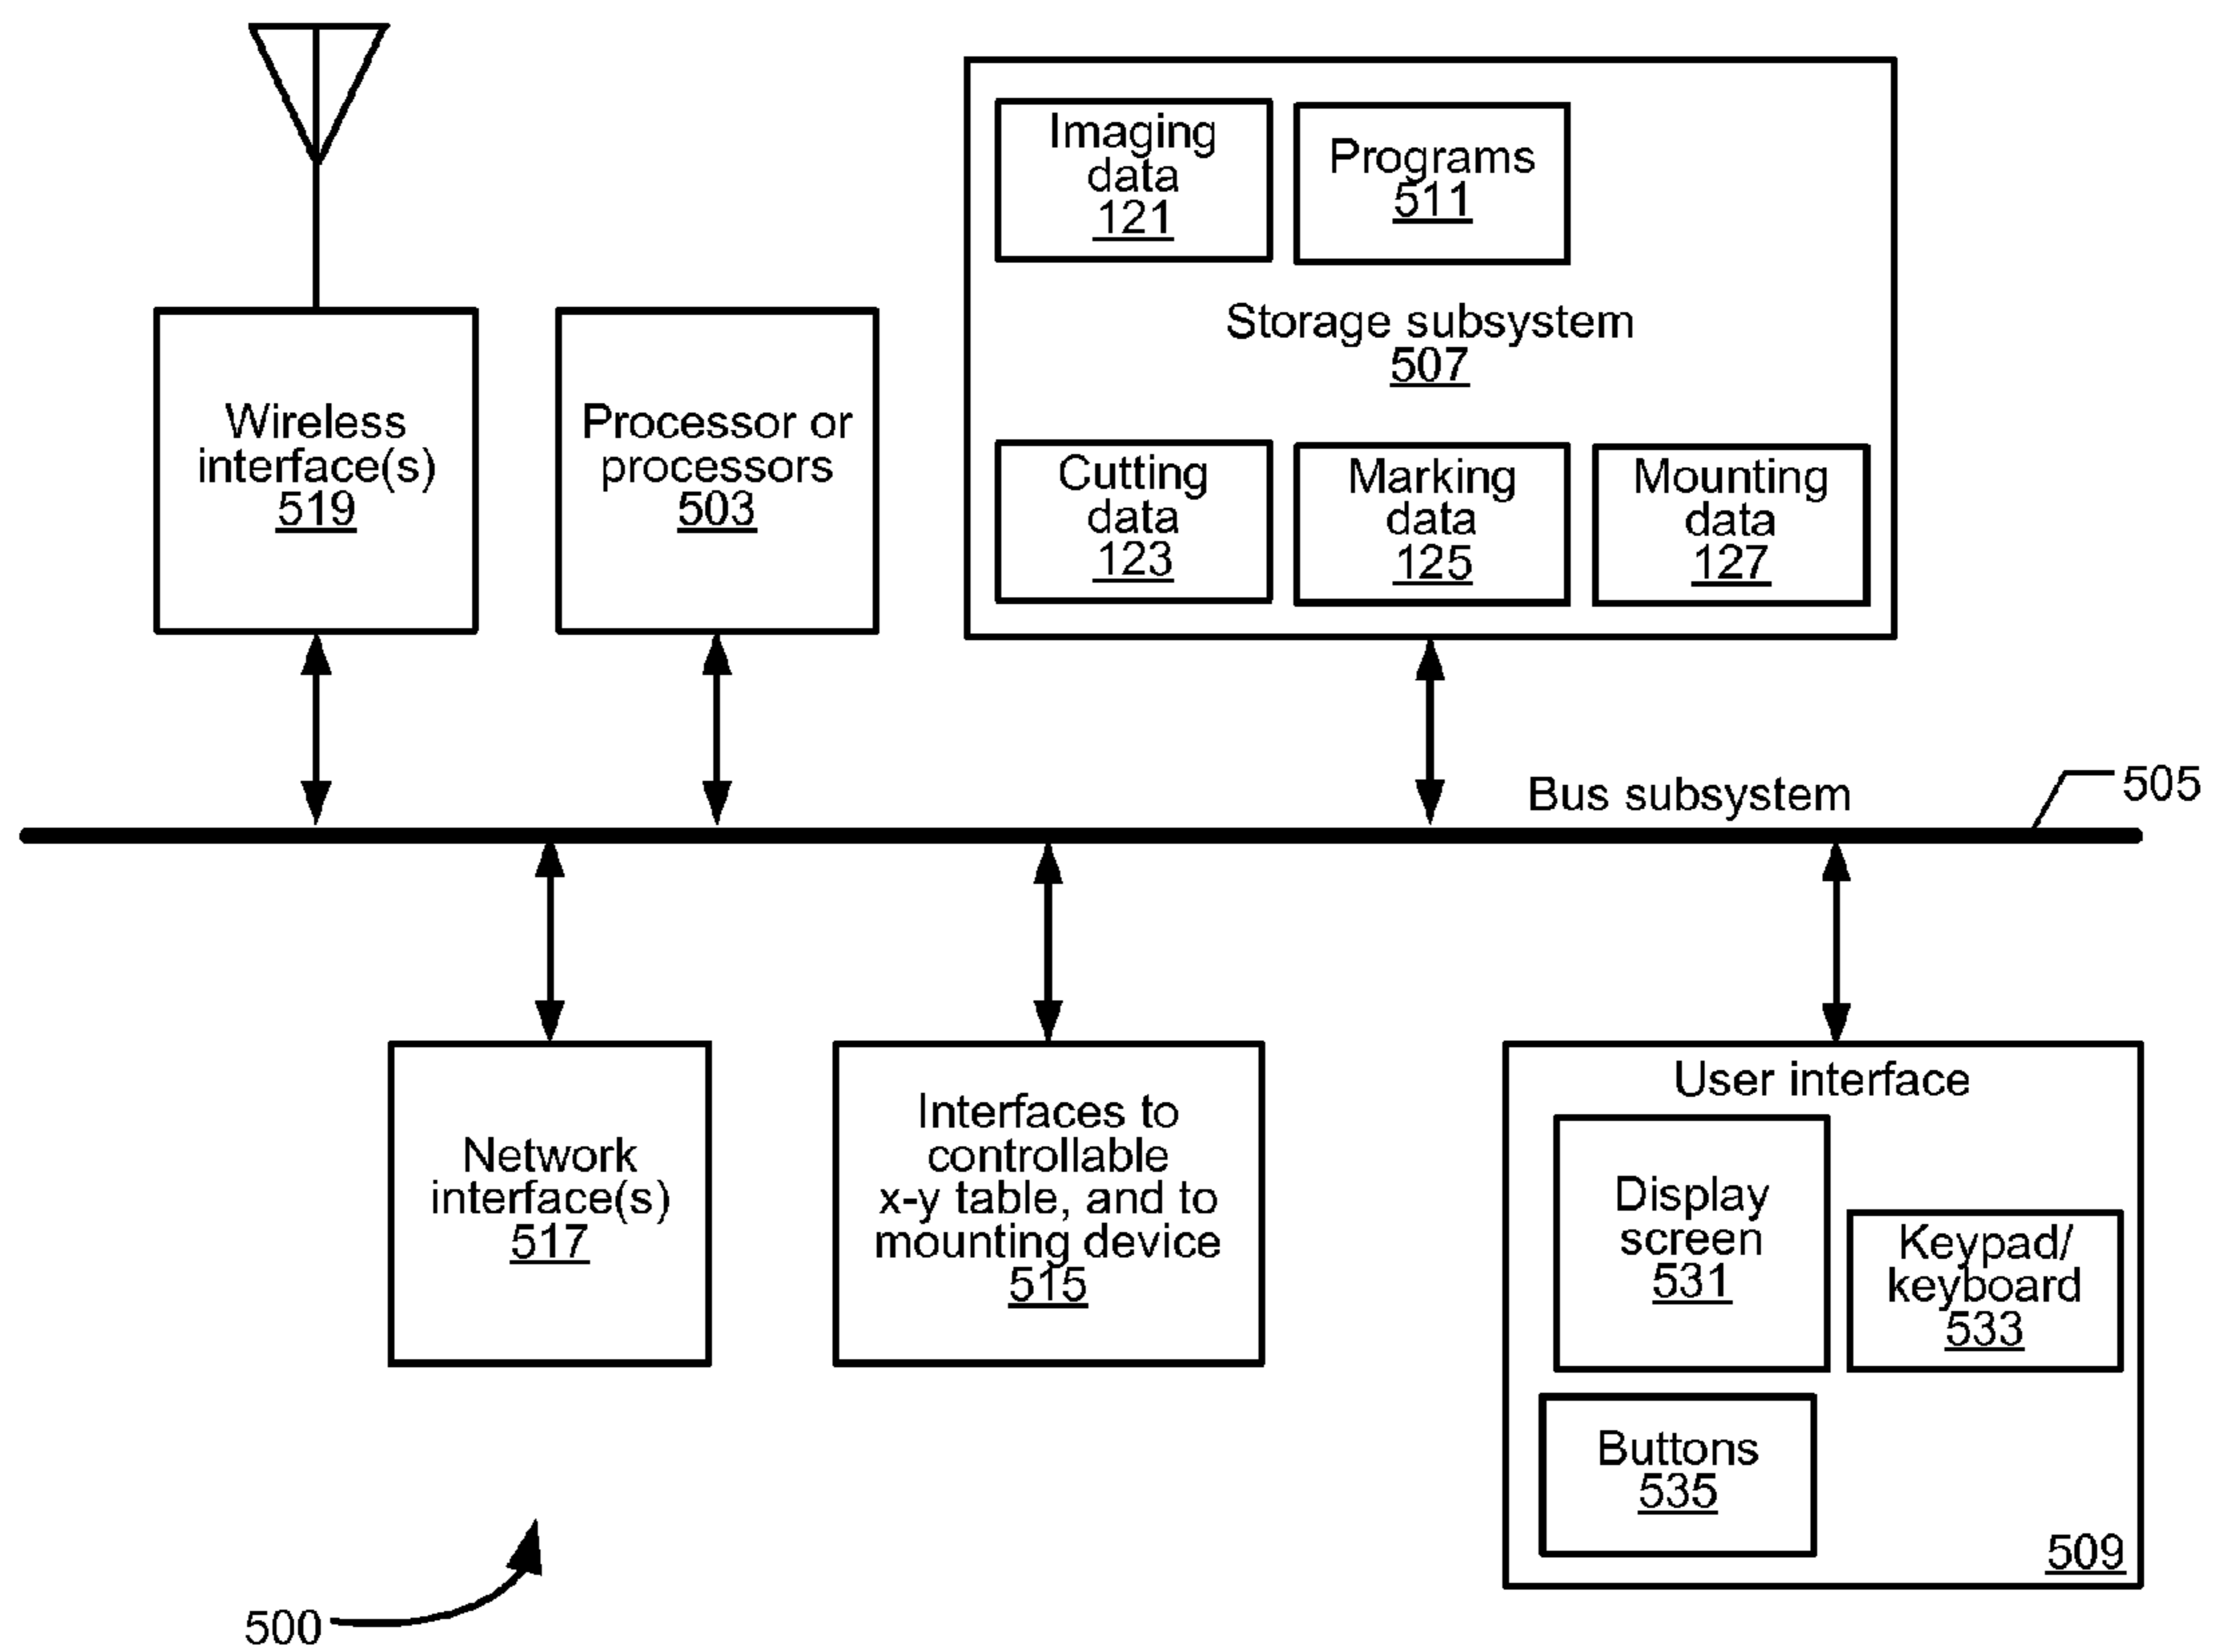 Imaging
data
121
Programs
511
Storage subsystem
507
Wireless
interface(s)
519
Processor or
processors
503
Cutting
data
123
Marking
data
125
Mounting
data
127
Bus subsystem
505
Network
interface(s)
517
Interfaces to
controllable
x-y table, and to
mounting device
515
User interface
Display
screen
531
Keypad/
keyboard
533
Buttons
535
509
500